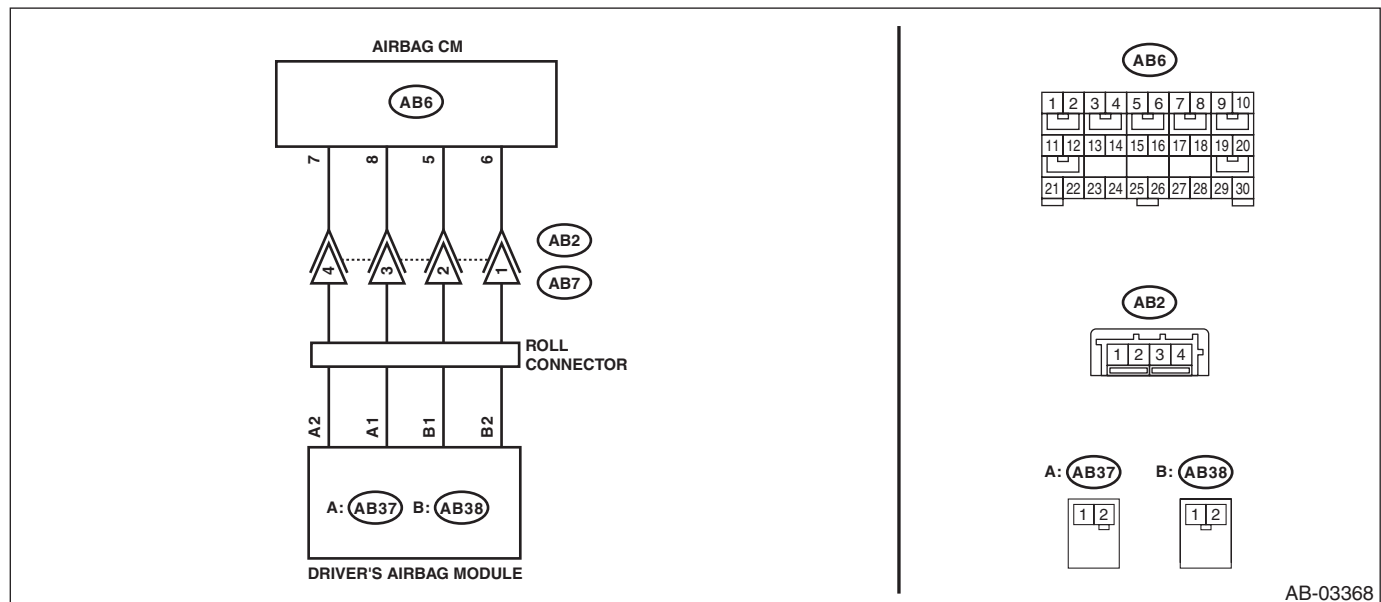 AIRBAG CM
AB6
7 8 5 6
4 3 2 1
AB2
AB7
ROLL
CONNECTOR
A2 A1 B1 B2
A: AB37 B: AB38
DRIVER'S AIRBAG MODULE
AB6
1 2 3 4 5 6 7 8 9 10
11 12 13 14 15 16 17 18 19 20
21 22 23 24 25 26 27 28 29 30
AB2
1 2 3 4
A: AB37 B: AB38
1 2 1 2
AB-03368